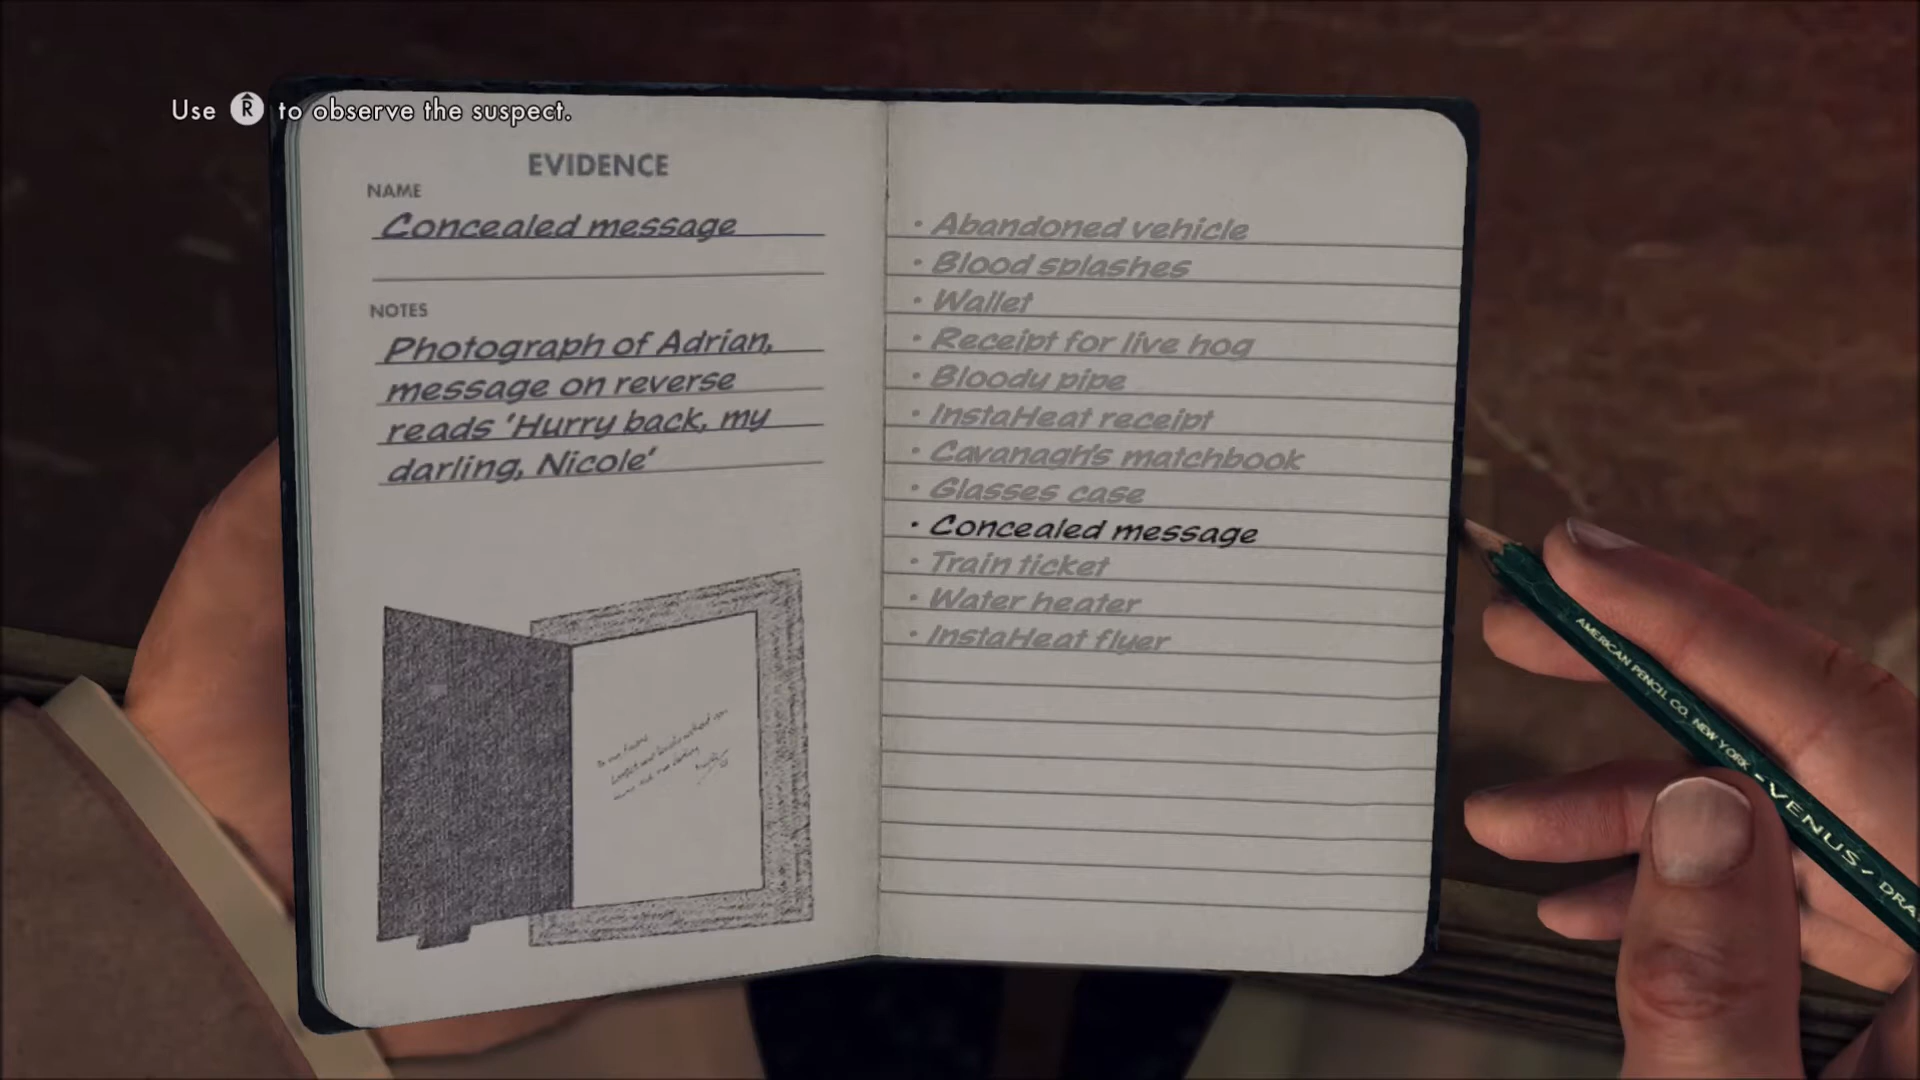 Use R to observe the suspect.
EVIDENCE
NAME
Concealed message
NOTES
Photograph of Adrian,
message on reverse
reads 'Hurry back, my
darling, Nicole'
• Abandoned vehicle
• Blood splashes
• Wallet
• Receipt for live hog
• Bloody pipe
• InstaHeat receipt
• Cavanagh's matchbook
• Glasses case
• Concealed message
• Train ticket
• Water heater
• InstaHeat flyer
AMERICAN PENCIL CO. NEW YORK - VENUS / DRA